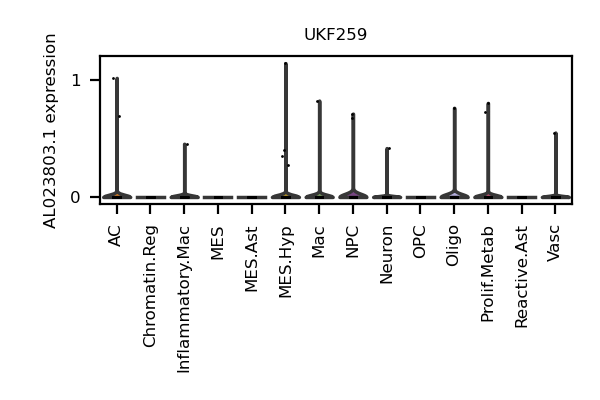 UKF259
AL023803.1 expression
1
0
AC
Chromatin.Reg
Inflammatory.Mac
MES
MES.Ast
MES.Hyp
Mac
NPC
Neuron
OPC
Oligo
Prolif.Metab
Reactive.Ast
Vasc